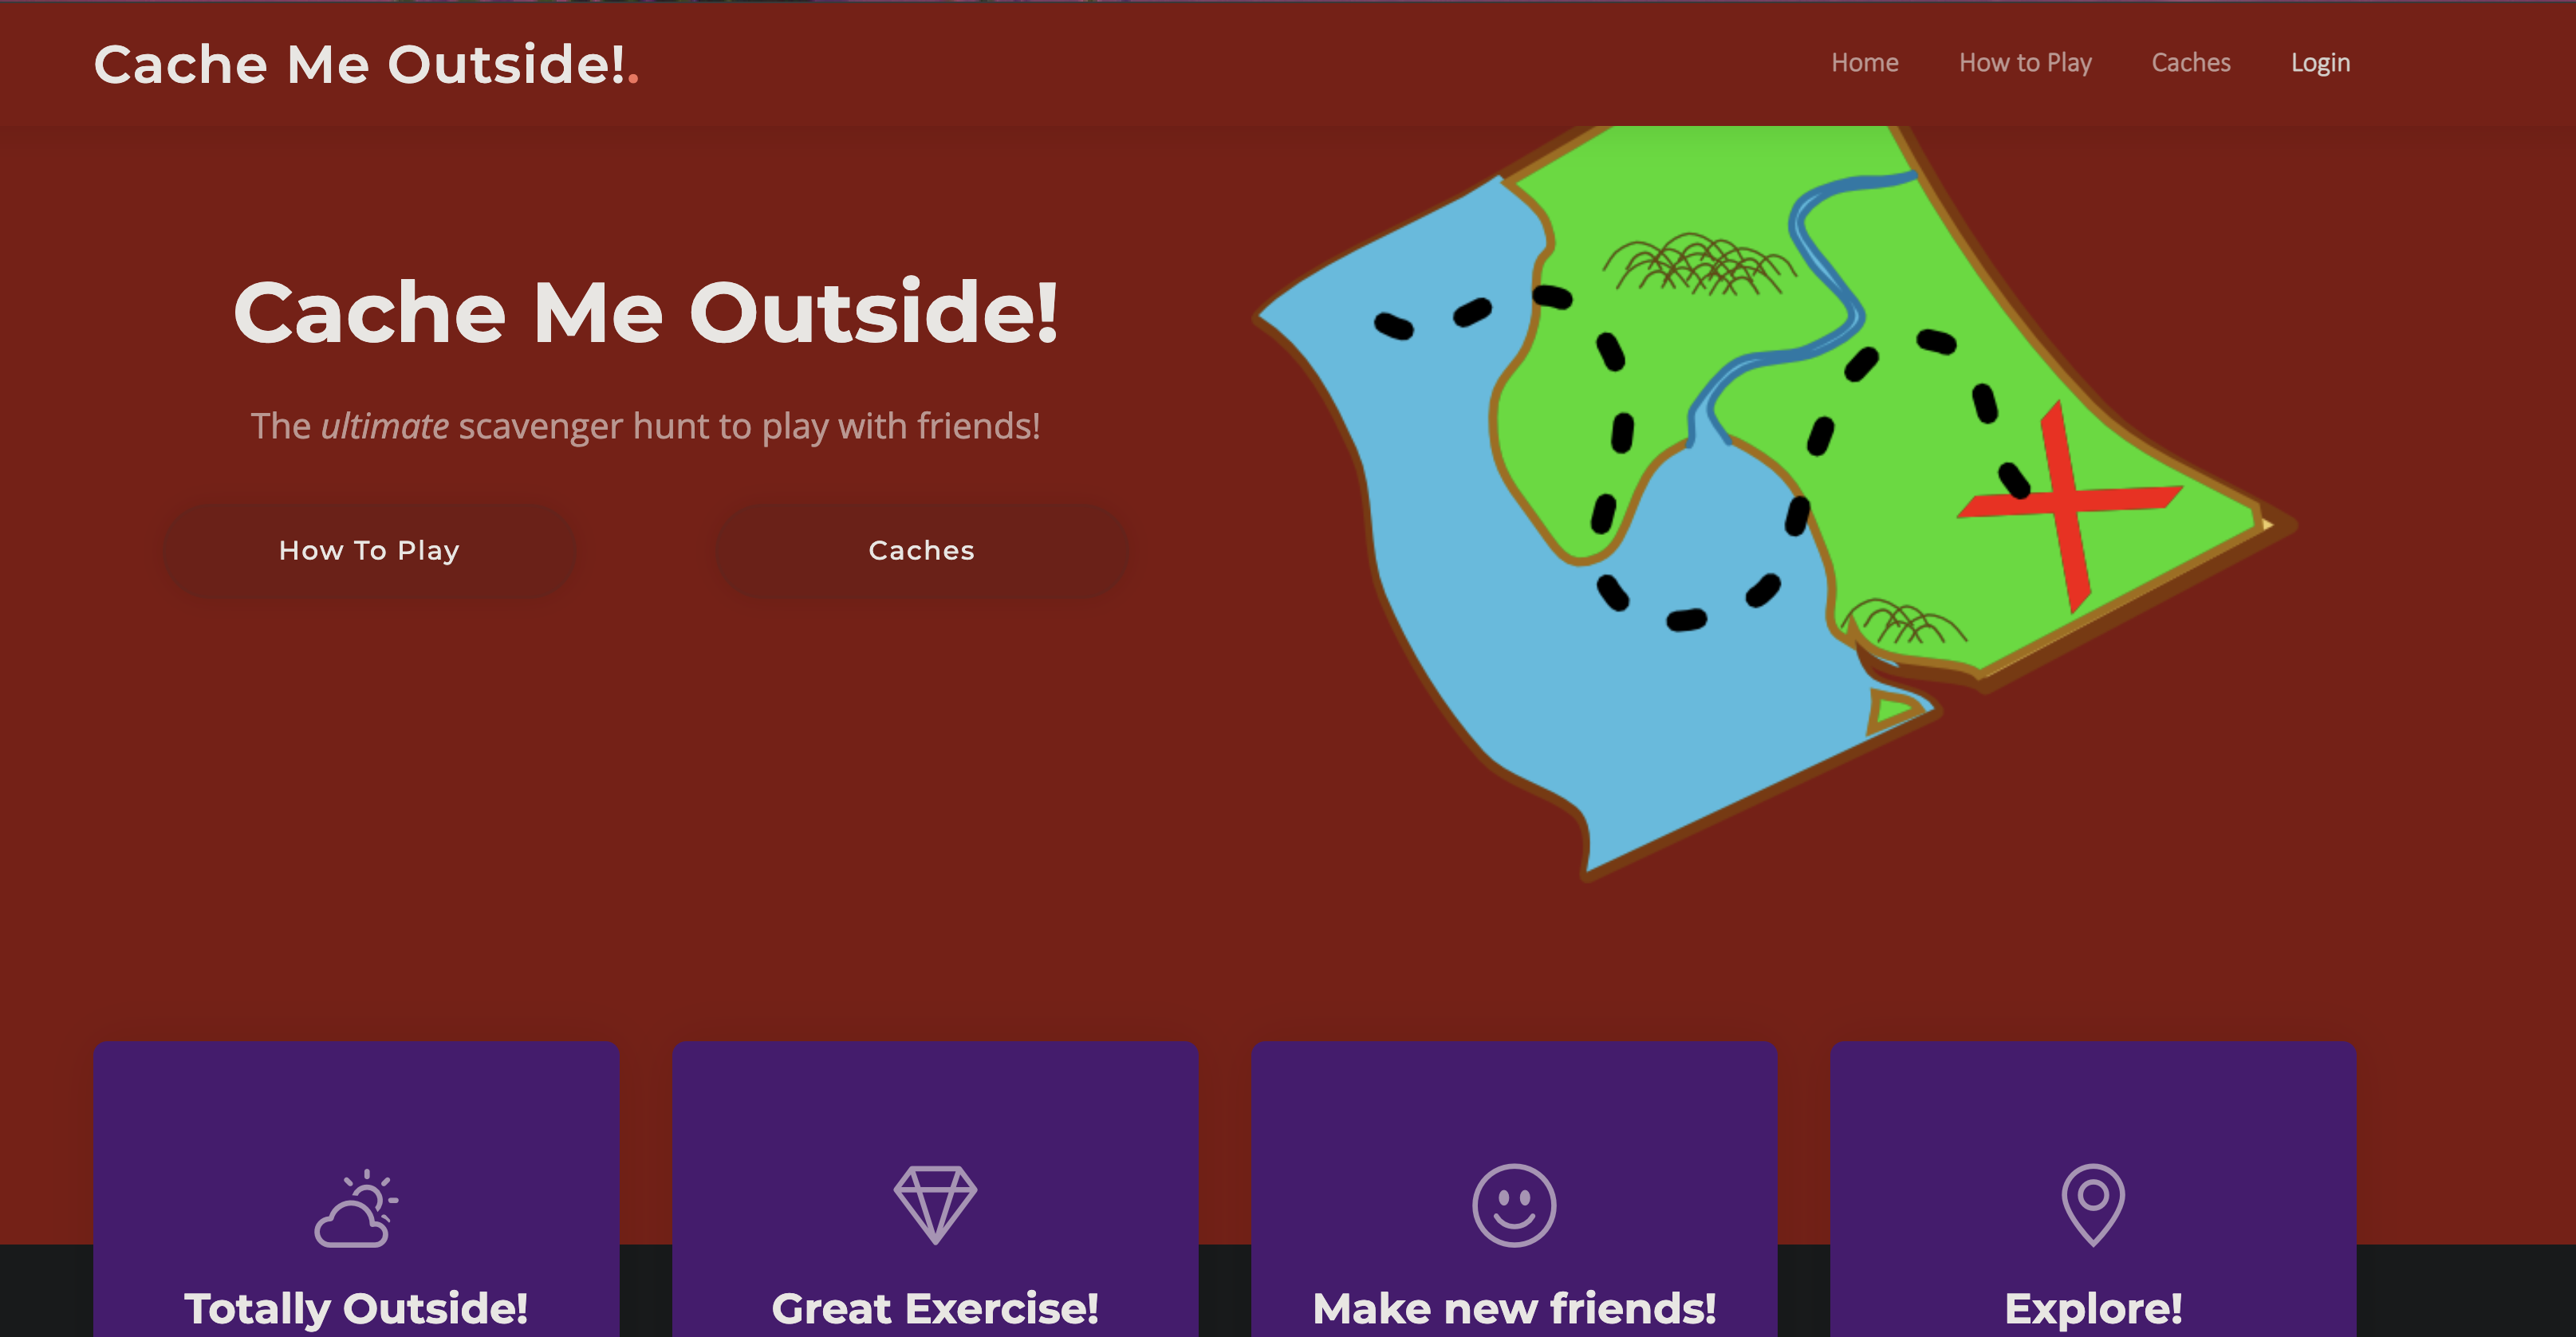 Cache Me Outside!.
Home How to Play Caches Login
Cache Me Outside!
The ultimate scavenger hunt to play with friends!
How To Play Caches
Totally Outside! Great Exercise! Make new friends! Explore!